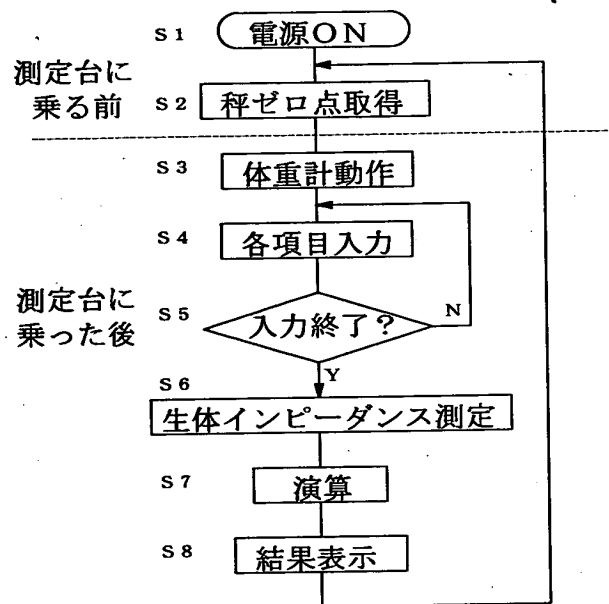 S1 電源ON
測定台に
乗る前
S2 秤ゼロ点取得
S3 体重計動作
S4 各項目入力
測定台に
乗った後
S5 入力終了? N
Y
S6
生体インピーダンス測定
S7 演算
S8 結果表示